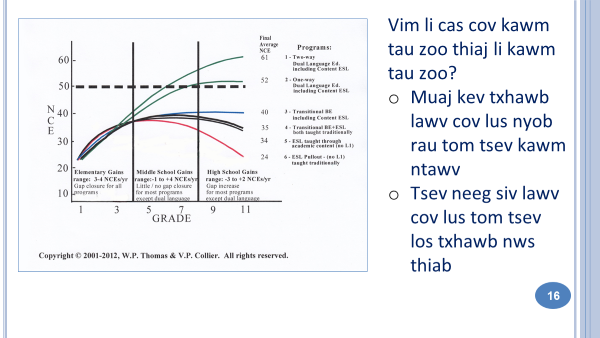 Final
Average
NCE
Programs:
60
50
40
30
20
10
N
C
E
61
52
40
35
34
24
1 - Two-way
Dual Language Ed.
including Content ESL
2 - One-way
Dual Language Ed.
including Content ESL
3 - Transitional BE
including Content ESL
4 - Transitional BE+ESL
both taught traditionally
5 - ESL taught through
academic content (no L1)
6 - ESL Pullout - (no L1)
taught traditionally
Elementary Gains
range: 3-4 NCEs/yr
Gap closure for all
programs
Middle School Gains
range:-1 to +4 NCEs/yr
Little / no gap closure
for most programs
except dual language
High School Gains
range: -3 to +2 NCEs/yr
Gap increase
for most programs
except dual language
1 3 5 7 9 11
GRADE
Copyright © 2001-2012, W.P. Thomas & V.P. Collier. All rights reserved.
Vim li cas cov kawm
tau zoo thiaj li kawm
tau zoo?
o Muaj kev txhawb
lawv cov lus nyob
rau tom tsev kawm
ntawv
o Tsev neeg siv lawv
cov lus tom tsev
los txhawb nws
thiab
16